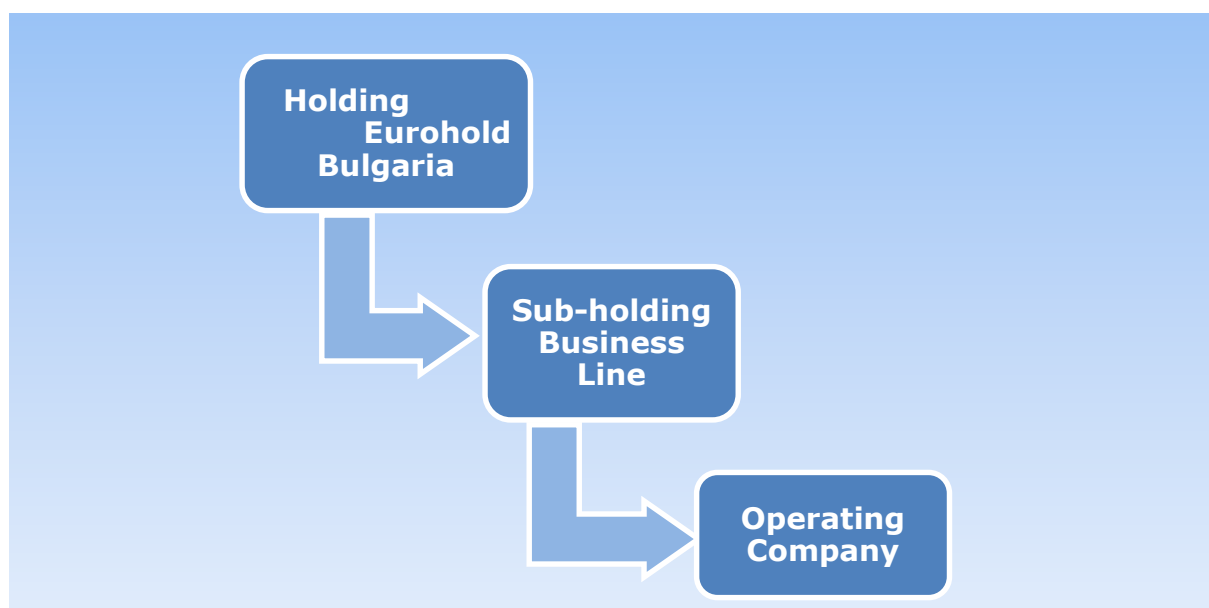 Holding
Eurohold
Bulgaria
Sub-holding
Business
Line
Operating
Company